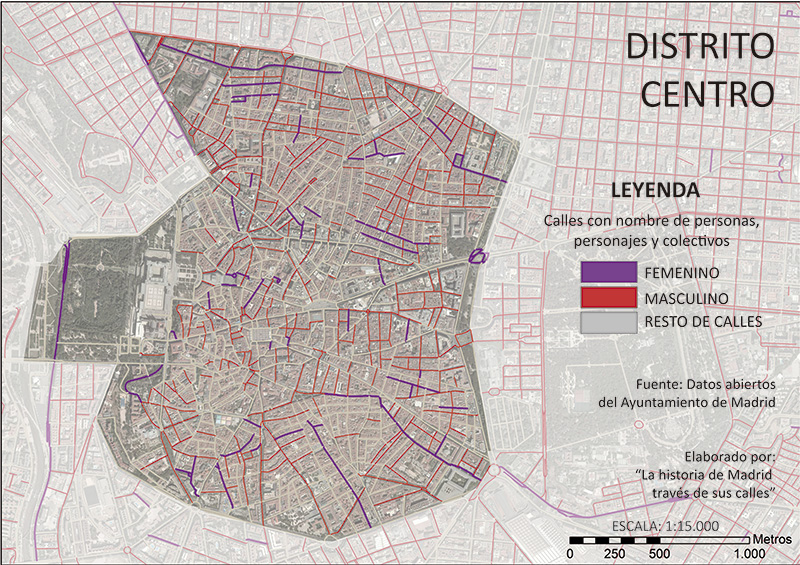 DISTRITO
CENTRO
LEYENDA
Calles con nombre de personas,
personajes y colectivos
FEMENINO
MASCULINO
RESTO DE CALLES
Fuente: Datos abiertos
del Ayuntamiento de Madrid
Elaborado por:
“La historia de Madrid
través de sus calles”
ESCALA: 1:15.000
Metros
0 250 500 1.000